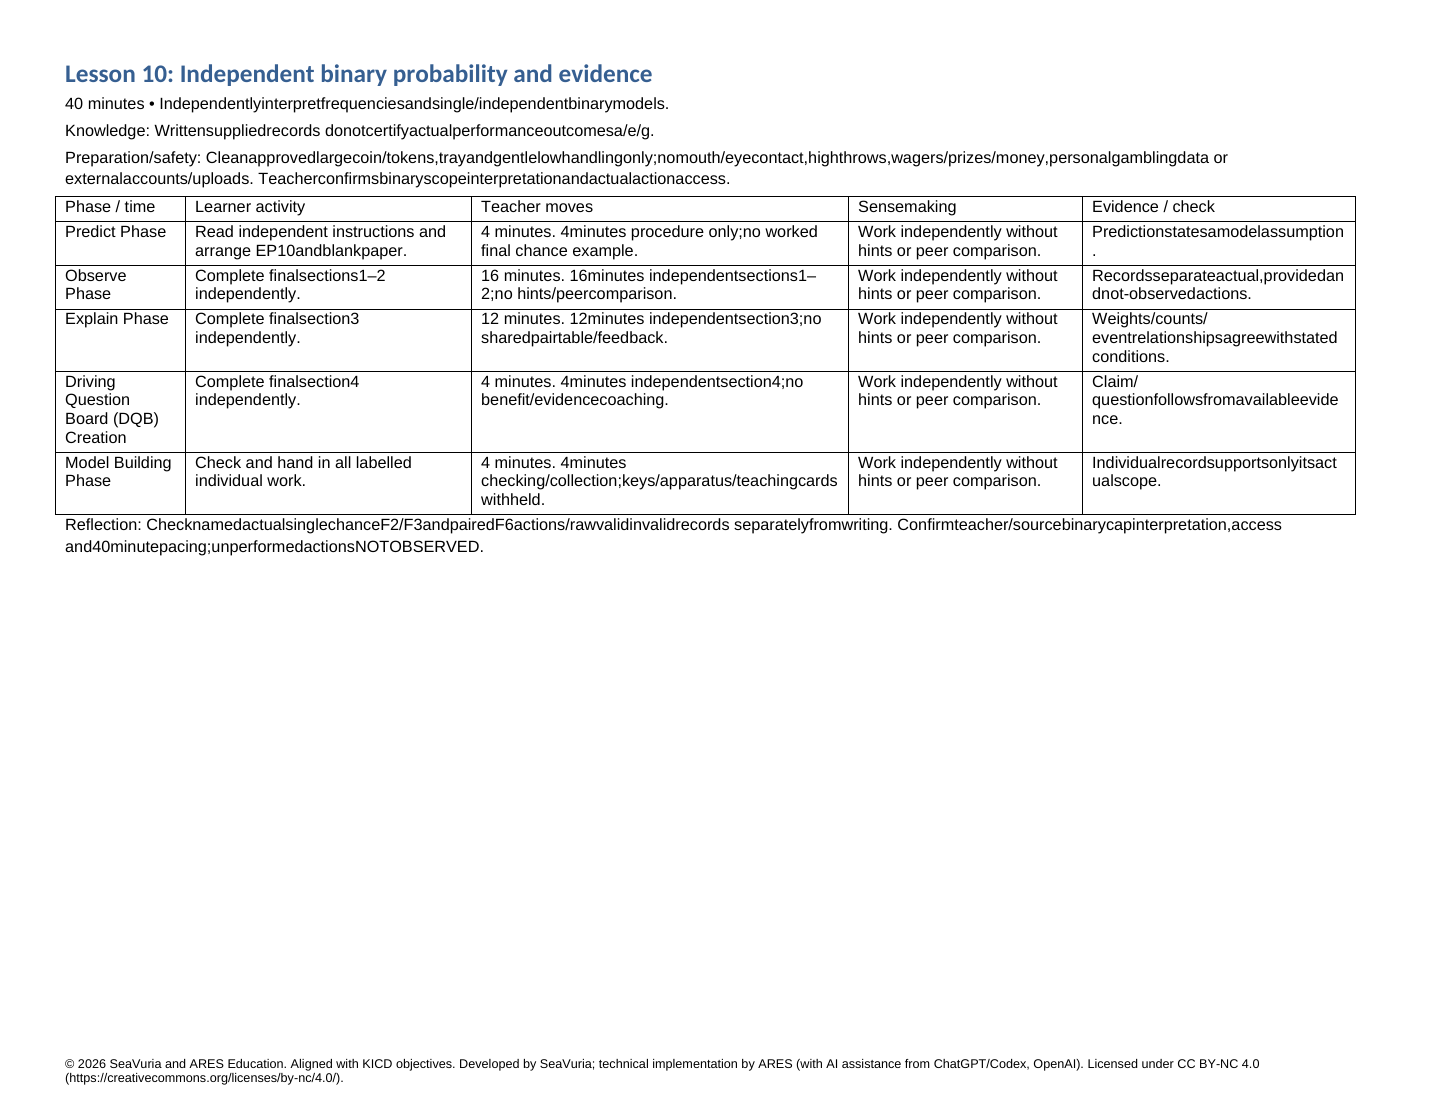 Lesson 10: Independent binary probability and evidence
40 minutes • Independentlyinterpretfrequenciesandsingle/independentbinarymodels.
Knowledge: Writtensuppliedrecords donotcertifyactualperformanceoutcomesa/e/g.
Preparation/safety: Cleanapprovedlargecoin/tokens,trayandgentlelowhandlingonly;nomouth/eyecontact,highthrows,wagers/prizes/money,personalgamblingdata or
externalaccounts/uploads. Teacherconfirmsbinaryscopeinterpretationandactualactionaccess.
Phase / time
Learner activity
Teacher moves
Sensemaking
Evidence / check
Predict Phase
Read independent instructions and
arrange EP10andblankpaper.
4 minutes. 4minutes procedure only;no worked
final chance example.
Work independently without
hints or peer comparison.
Predictionstatesamodelassumption
.
Observe
Phase
Complete finalsections1–2
independently.
16 minutes. 16minutes independentsections1–
2;no hints/peercomparison.
Work independently without
hints or peer comparison.
Recordsseparateactual,providedan
dnot-observedactions.
Explain Phase
Complete finalsection3
independently.
12 minutes. 12minutes independentsection3;no
sharedpairtable/feedback.
Work independently without
hints or peer comparison.
Weights/counts/
eventrelationshipsagreewithstated
conditions.
Driving
Question
Board (DQB)
Creation
Complete finalsection4
independently.
4 minutes. 4minutes independentsection4;no
benefit/evidencecoaching.
Work independently without
hints or peer comparison.
Claim/
questionfollowsfromavailableevide
nce.
Model Building
Phase
Check and hand in all labelled
individual work.
4 minutes. 4minutes
checking/collection;keys/apparatus/teachingcards
withheld.
Work independently without
hints or peer comparison.
Individualrecordsupportsonlyitsact
ualscope.
Reflection: ChecknamedactualsinglechanceF2/F3andpairedF6actions/rawvalidinvalidrecords separatelyfromwriting. Confirmteacher/sourcebinarycapinterpretation,access
and40minutepacing;unperformedactionsNOTOBSERVED.
© 2026 SeaVuria and ARES Education. Aligned with KICD objectives. Developed by SeaVuria; technical implementation by ARES (with AI assistance from ChatGPT/Codex, OpenAI). Licensed under CC BY-NC 4.0
(https://creativecommons.org/licenses/by-nc/4.0/).